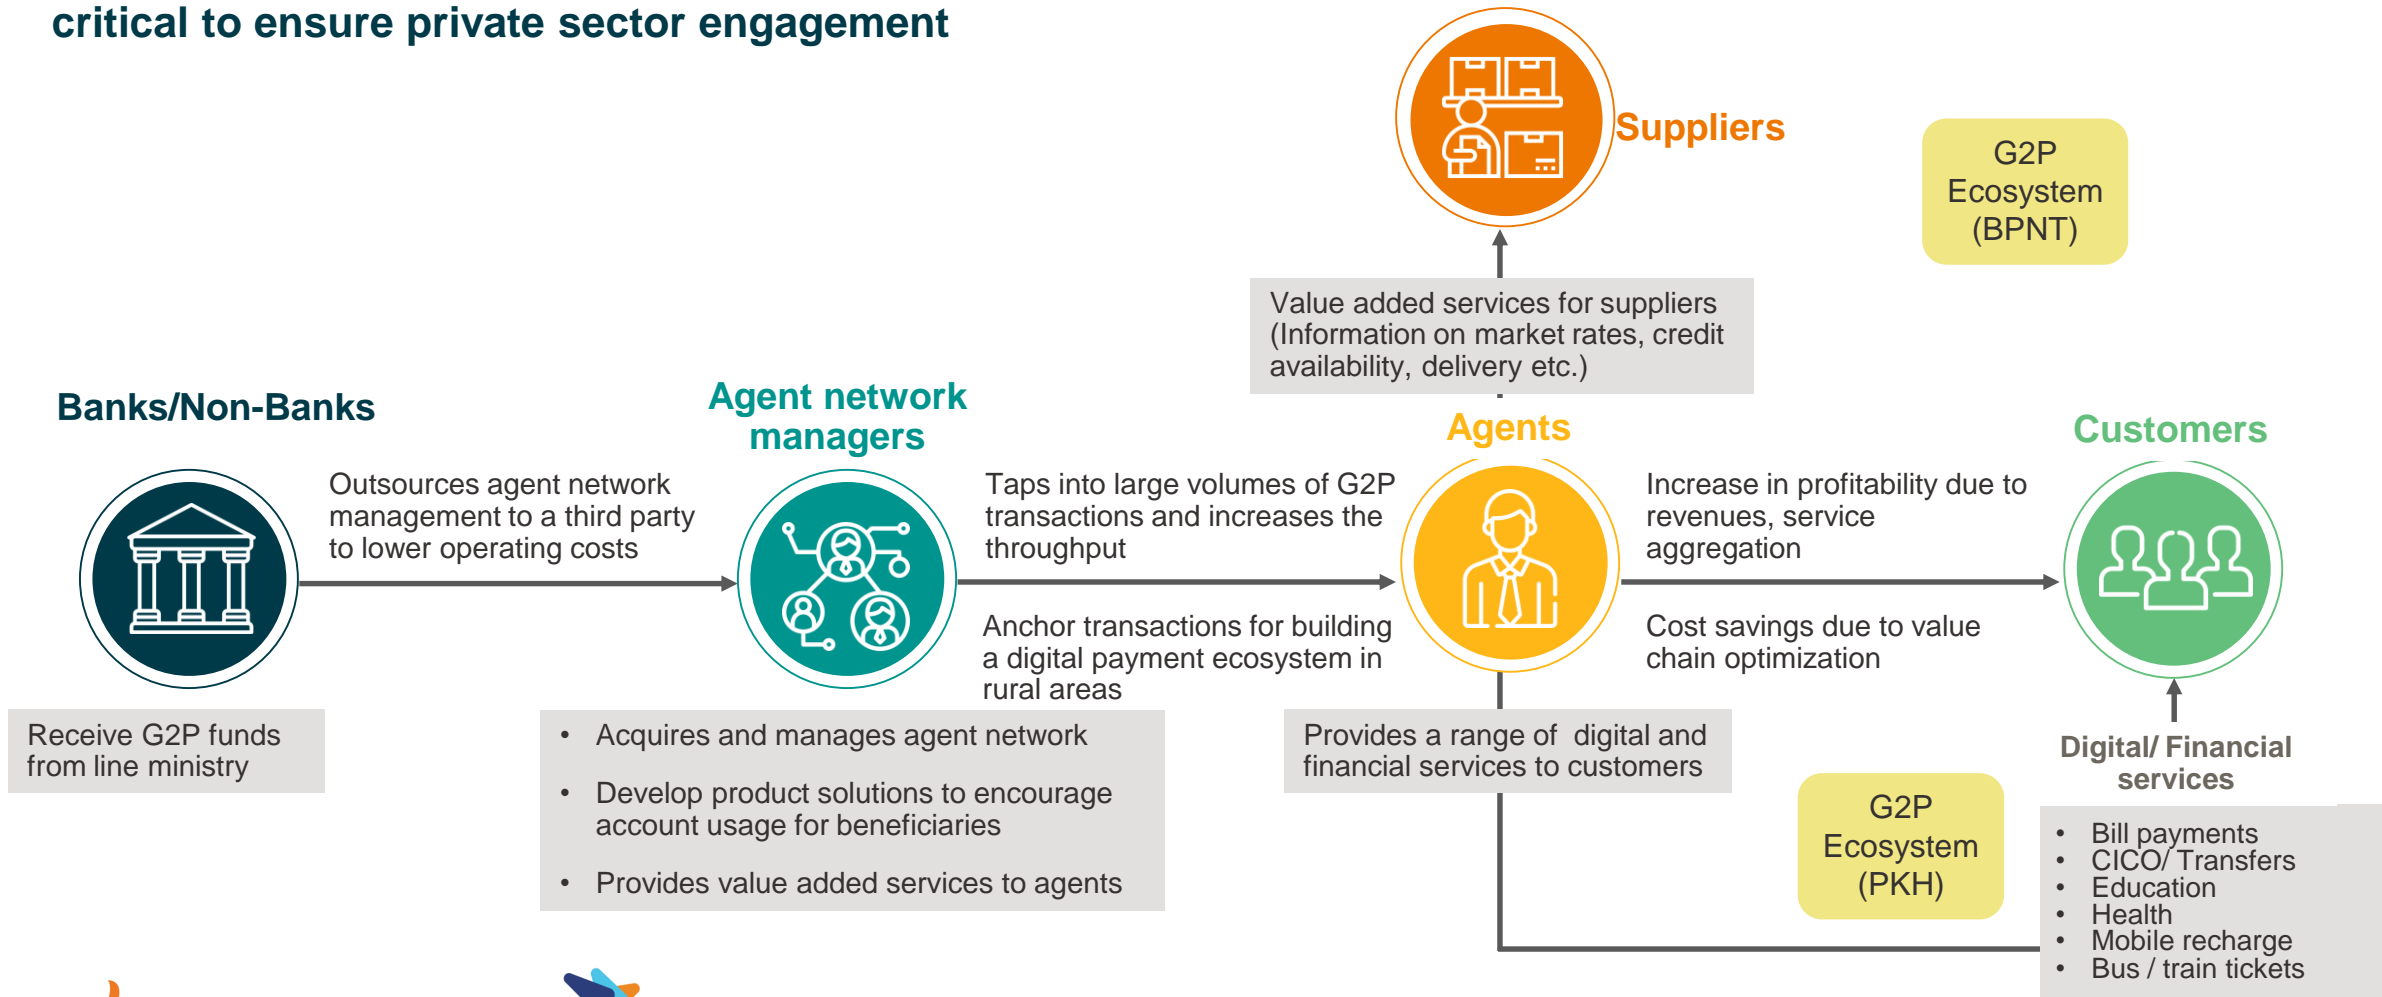 critical to ensure private sector engagement
Suppliers
G2P
Ecosystem
(BPNT)
Value added services for suppliers
(Information on market rates, credit
availability, delivery etc.)
Banks/Non-Banks
Agent network
managers
Agents
Customers
Outsources agent network
management to a third party
to lower operating costs
Taps into large volumes of G2P
transactions and increases the
throughput
Increase in profitability due to
revenues, service
aggregation
Anchor transactions for building
a digital payment ecosystem in
rural areas
Cost savings due to value
chain optimization
Receive G2P funds
from line ministry
• Acquires and manages agent network
• Develop product solutions to encourage
account usage for beneficiaries
• Provides value added services to agents
Provides a range of digital and
financial services to customers
G2P
Ecosystem
(PKH)
Digital/ Financial
services
• Bill payments
• CICO/ Transfers
• Education
• Health
• Mobile recharge
• Bus / train tickets